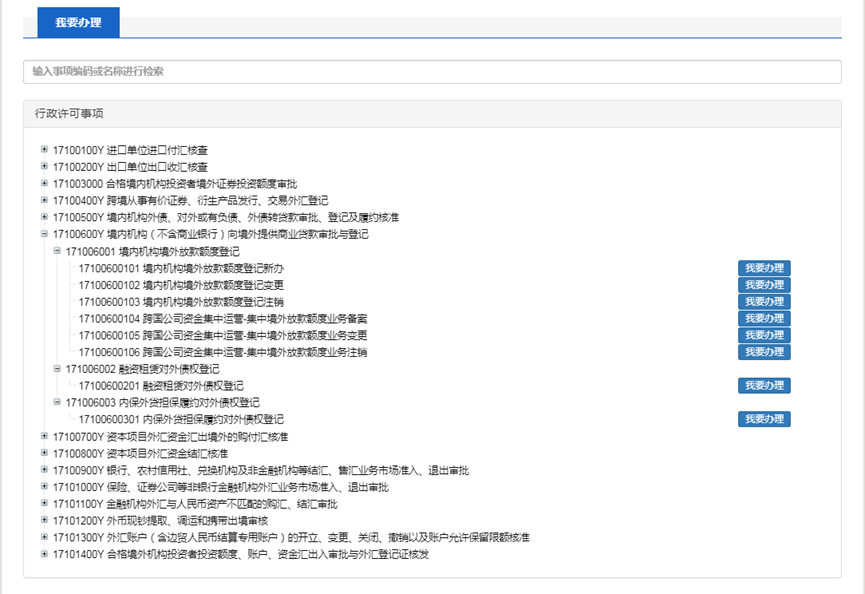 我要办理
输入事项编码或名称进行检索
行政许可事项
17100100Y 进口单位进口付汇核查
17100200Y 出口单位出口收汇核查
171003000 合格境内机构投资者境外证券投资额度审批
17100400Y 跨境从事有价证券、衍生产品发行、交易外汇登记
17100500Y 境内机构外债、对外或有负债、外债转贷款审批、登记及履约核准
17100600Y 境内机构（不含商业银行）向境外提供商业贷款审批与登记
171006001 境内机构境外放款额度登记
17100600101 境内机构境外放款额度登记新办 我要办理
17100600102 境内机构境外放款额度登记变更 我要办理
17100600103 境内机构境外放款额度登记注销 我要办理
17100600104 跨国公司资金集中运营-集中境外放款额度业务备案 我要办理
17100600105 跨国公司资金集中运营-集中境外放款额度业务变更 我要办理
17100600106 跨国公司资金集中运营-集中境外放款额度业务注销 我要办理
171006002 融资租赁对外债权登记
17100600201 融资租赁对外债权登记 我要办理
171006003 内保外贷担保履约对外债权登记
17100600301 内保外贷担保履约对外债权登记 我要办理
17100700Y 资本项目外汇资金汇出境外的购付汇核准
17100800Y 资本项目外汇资金结汇核准
17100900Y 银行、农村信用社、兑换机构及非金融机构等结汇、售汇业务市场准入、退出审批
17101000Y 保险、证券公司等非银行金融机构外汇业务市场准入、退出审批
17101100Y 金融机构外汇与人民币资产不匹配的购汇、结汇审批
17101200Y 外币现钞提取、调运和携带出境审核
17101300Y 外汇账户（含边贸人民币结算专用账户）的开立、变更、关闭、撤销以及账户允许保留限额核准
17101400Y 合格境外机构投资者投资额度、账户、资金汇出入审批与外汇登记证核发